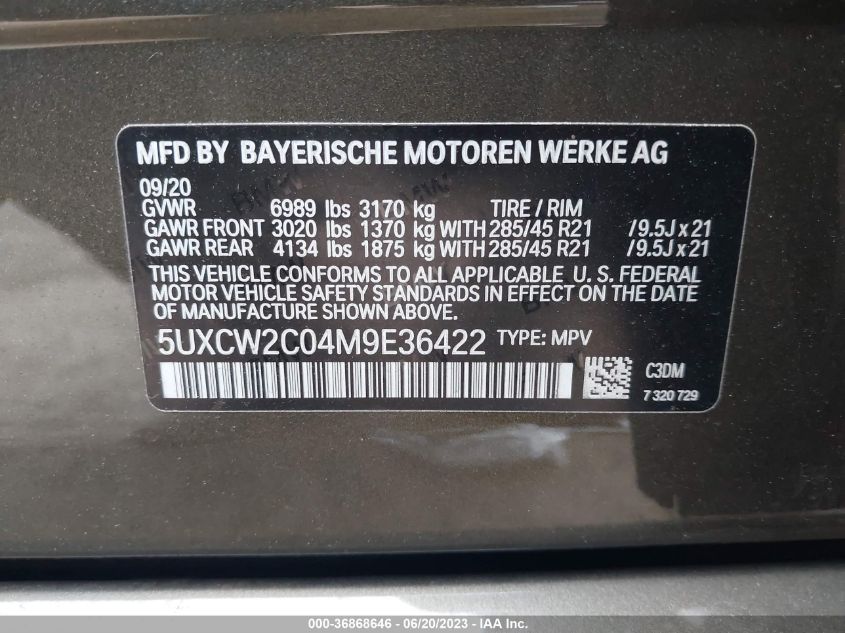 MFD BY BAYERISCHE MOTOREN WERKE AG
09/20
GVWR 6989 lbs 3170 kg TIRE / RIM
GAWR FRONT 3020 lbs 1370 kg WITH 285/45 R21 /9.5J x 21
GAWR REAR 4134 lbs 1875 kg WITH 285/45 R21 /9.5J x 21
THIS VEHICLE CONFORMS TO ALL APPLICABLE U. S. FEDERAL
MOTOR VEHICLE SAFETY STANDARDS IN EFFECT ON THE DATE
OF MANUFACTURE SHOWN ABOVE.
5UXCW2C04M9E36422 TYPE: MPV
C3DM
7 320 729
000-36868646 / 06/20/2023 - IAA Inc.